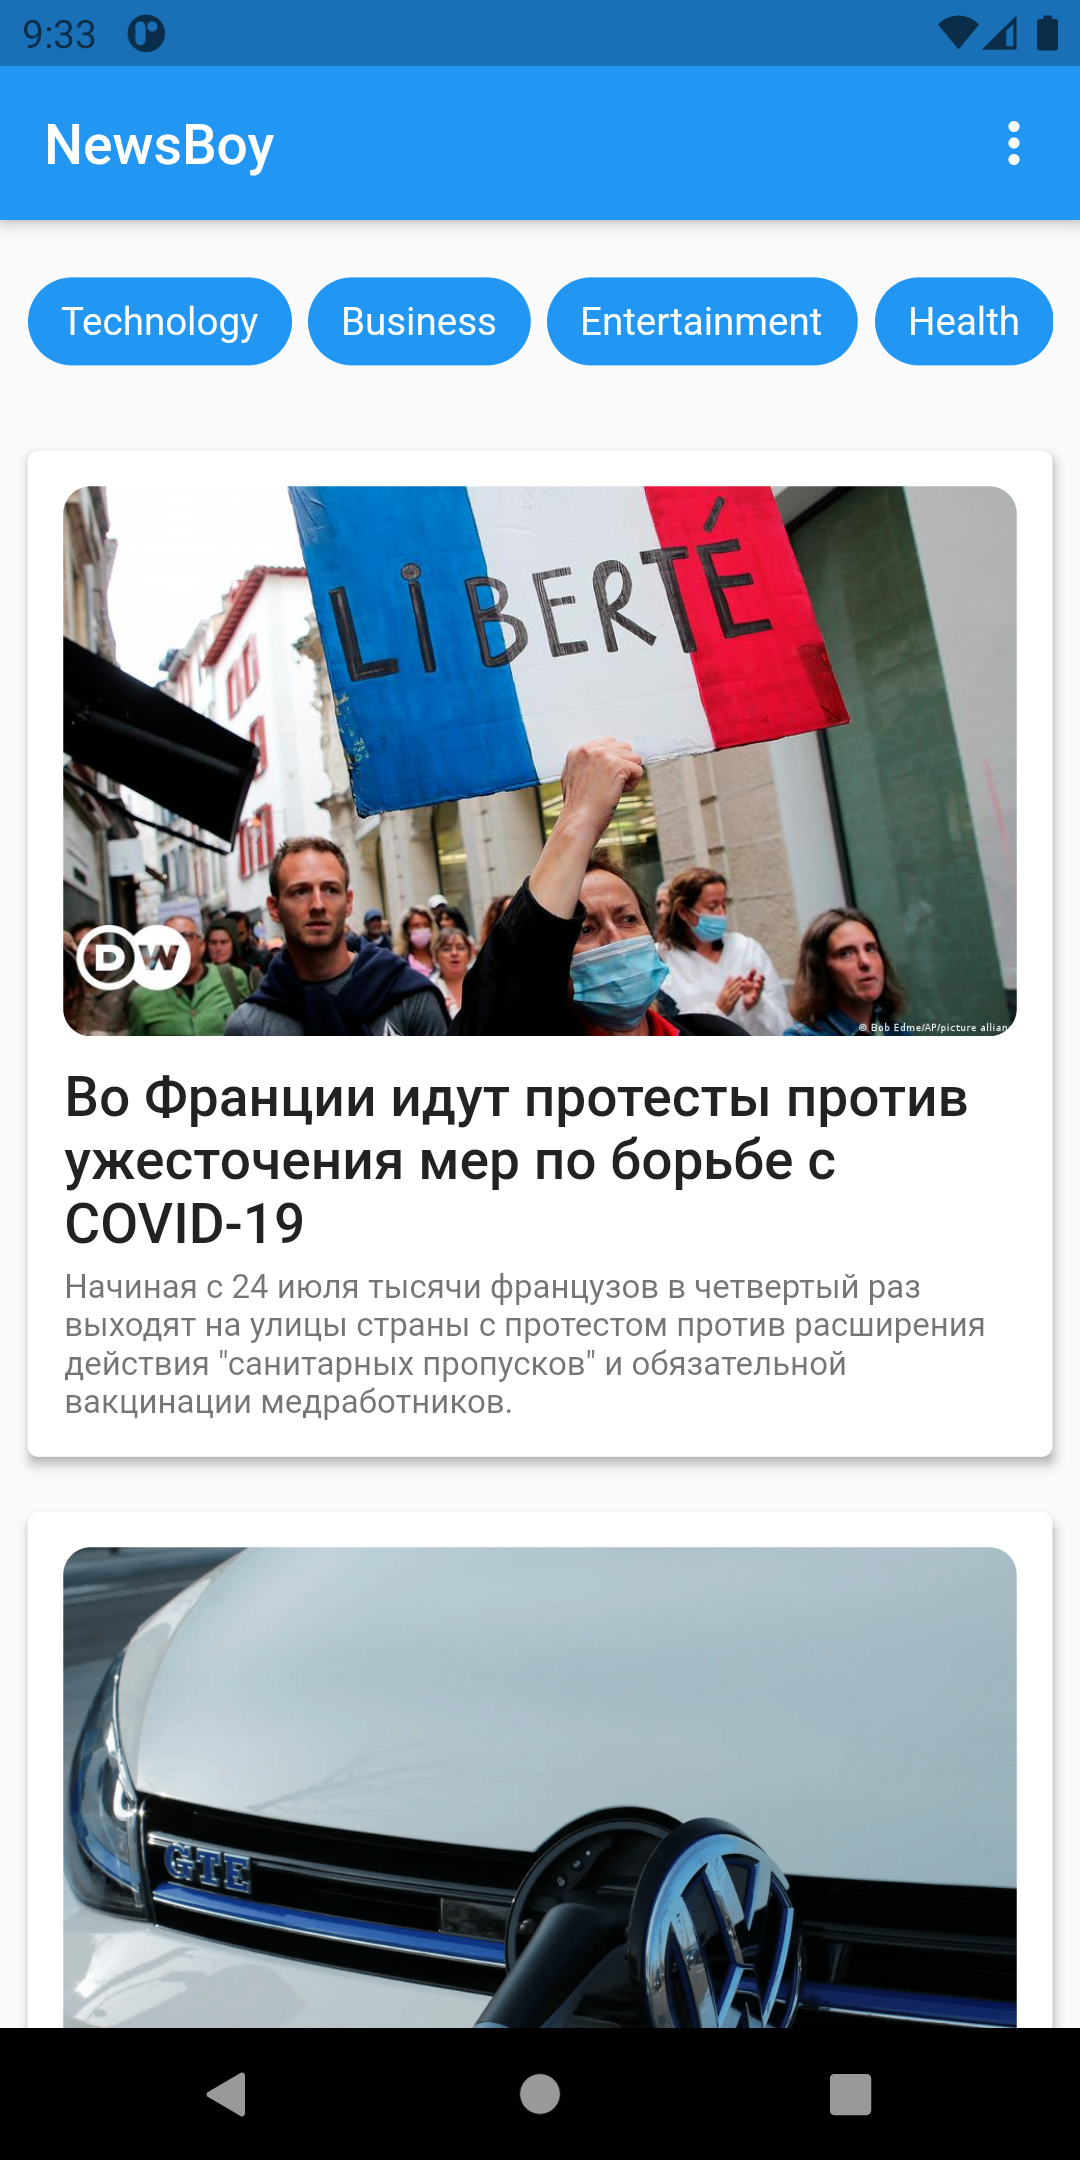 9:33
NewsBoy
Technology
Business
Entertainment
Health
LiBERTÉ
DW
© Bob Edme/AP/picture allian
Во Франции идут протесты против
ужесточения мер по борьбе с
COVID-19
Начиная с 24 июля тысячи французов в четвертый раз
выходят на улицы страны с протестом против расширения
действия "санитарных пропусков" и обязательной
вакцинации медработников.
GTE